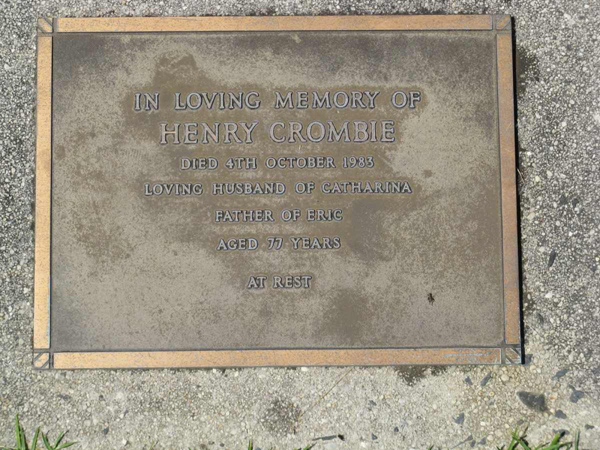 IN LOVING MEMORY OF
HENRY CROMBIE
DIED 4TH OCTOBER 1983
LOVING HUSBAND OF CATHARINA
FATHER OF ERIC
AGED 77 YEARS
AT REST